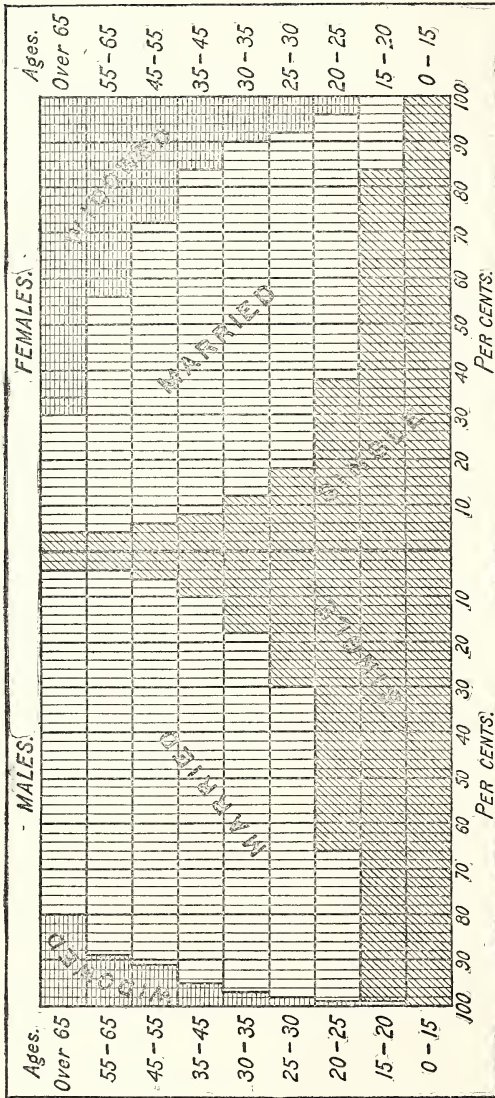 - MALES.
FEMALES.
Ages.
Over 65
55-65
45-55
35-45
30-35
25-30
20-25
15-20
0-15
WIDOWED
MARRIED
SINGLE
MARRIED
WIDOWED
SINGLE
Ages.
Over 65
55-65
45-55
35-45
30-35
25-30
20-25
15-20
0-15
100 .90 80 .70 60 50 40 30 .20 .10 .10. 20 .30 40 50 60 70 .80 90 100
PER CENTS.
PER CENTS.